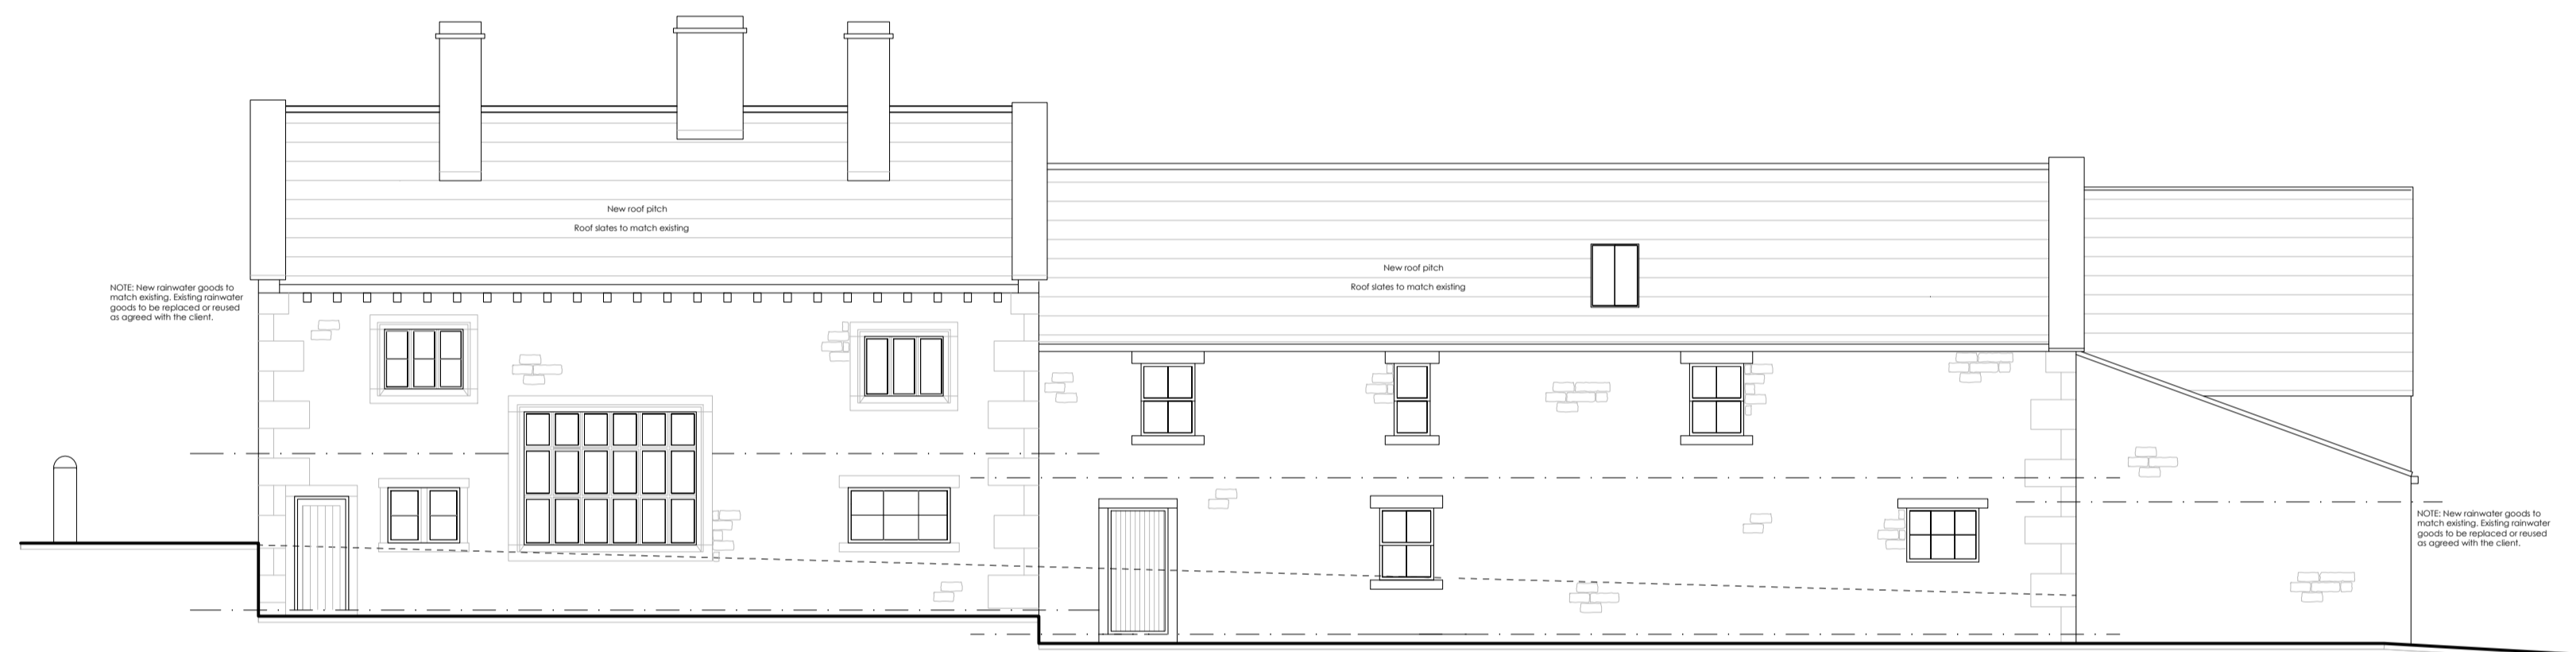 New roof pitch
Roof slates to match existing
New roof pitch
Roof slates to match existing
NOTE: New rainwater goods to
match existing. Existing rainwater
goods to be replaced or reused
as agreed with the client.
NOTE: New rainwater goods to
match existing. Existing rainwater
goods to be replaced or reused
as agreed with the client.